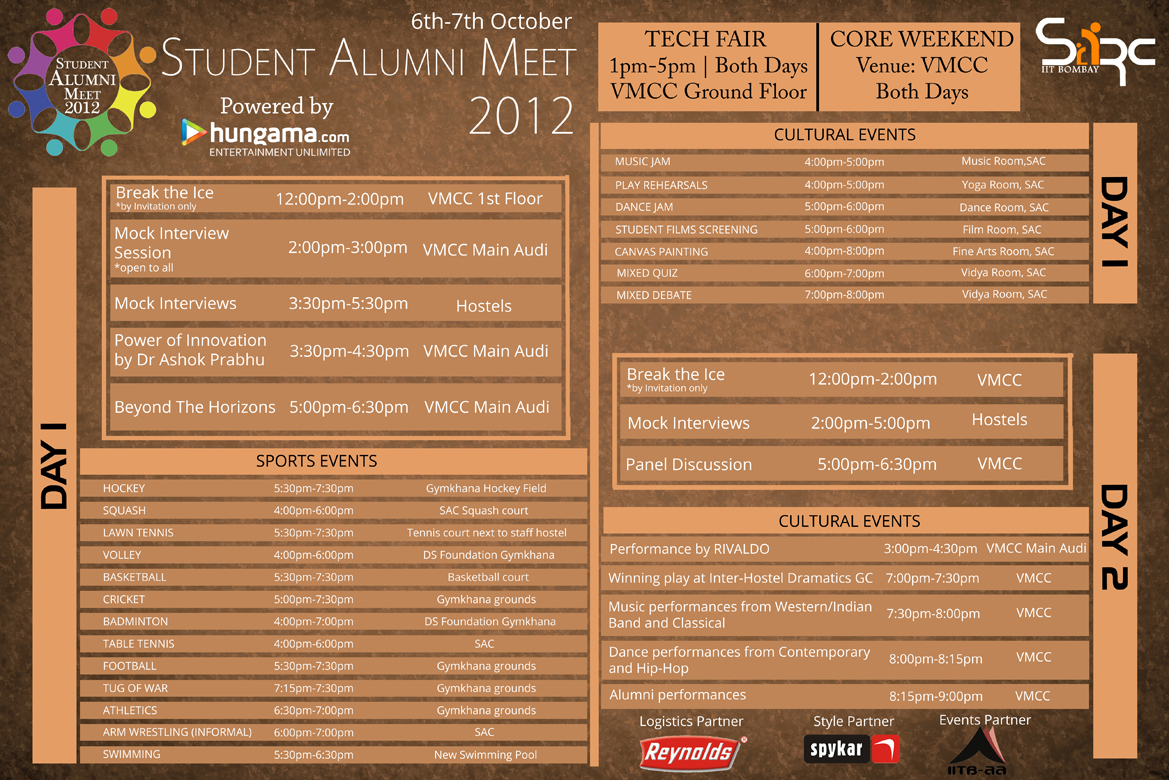 STUDENT
ALUMNI
MEET
2012
6th-7th October
STUDENT ALUMNI MEET
2012
Powered by
hungama.com
ENTERTAINMENT UNLIMITED
TECH FAIR
1pm-5pm | Both Days
VMCC Ground Floor
CORE WEEKEND
Venue: VMCC
Both Days
SARC
IIT BOMBAY
DAY 1
Break the Ice 12:00pm-2:00pm VMCC 1st Floor
*by Invitation only
Mock Interview
Session 2:00pm-3:00pm VMCC Main Audi
*open to all
Mock Interviews 3:30pm-5:30pm Hostels
Power of Innovation
by Dr Ashok Prabhu 3:30pm-4:30pm VMCC Main Audi
Beyond The Horizons 5:00pm-6:30pm VMCC Main Audi
SPORTS EVENTS
HOCKEY 5:30pm-7:30pm Gymkhana Hockey Field
SQUASH 4:00pm-6:00pm SAC Squash court
LAWN TENNIS 5:30pm-7:30pm Tennis court next to staff hostel
VOLLEY 4:00pm-6:00pm DS Foundation Gymkhana
BASKETBALL 5:30pm-7:30pm Basketball court
CRICKET 5:00pm-7:30pm Gymkhana grounds
BADMINTON 4:00pm-7:00pm DS Foundation Gymkhana
TABLE TENNIS 4:00pm-6:00pm SAC
FOOTBALL 5:30pm-7:30pm Gymkhana grounds
TUG OF WAR 7:15pm-7:30pm Gymkhana grounds
ATHLETICS 6:30pm-7:00pm Gymkhana grounds
ARM WRESTLING (INFORMAL) 6:00pm-7:00pm SAC
SWIMMING 5:30pm-6:30pm New Swimming Pool
CULTURAL EVENTS
MUSIC JAM 4:00pm-5:00pm Music Room,SAC
PLAY REHEARSALS 4:00pm-5:00pm Yoga Room, SAC
DANCE JAM 5:00pm-6:00pm Dance Room, SAC
STUDENT FILMS SCREENING 5:00pm-6:00pm Film Room, SAC
CANVAS PAINTING 4:00pm-8:00pm Fine Arts Room, SAC
MIXED QUIZ 6:00pm-7:00pm Vidya Room, SAC
MIXED DEBATE 7:00pm-8:00pm Vidya Room, SAC
DAY 1
Break the Ice 12:00pm-2:00pm VMCC
*by Invitation only
Mock Interviews 2:00pm-5:00pm Hostels
Panel Discussion 5:00pm-6:30pm VMCC
CULTURAL EVENTS
Performance by RIVALDO 3:00pm-4:30pm VMCC Main Audi
Winning play at Inter-Hostel Dramatics GC 7:00pm-7:30pm VMCC
Music performances from Western/Indian
Band and Classical 7:30pm-8:00pm VMCC
Dance performances from Contemporary
and Hip-Hop 8:00pm-8:15pm VMCC
Alumni performances 8:15pm-9:00pm VMCC
DAY 2
Logistics Partner
Reynolds®
Style Partner
spykar
Events Partner
IITB-aa